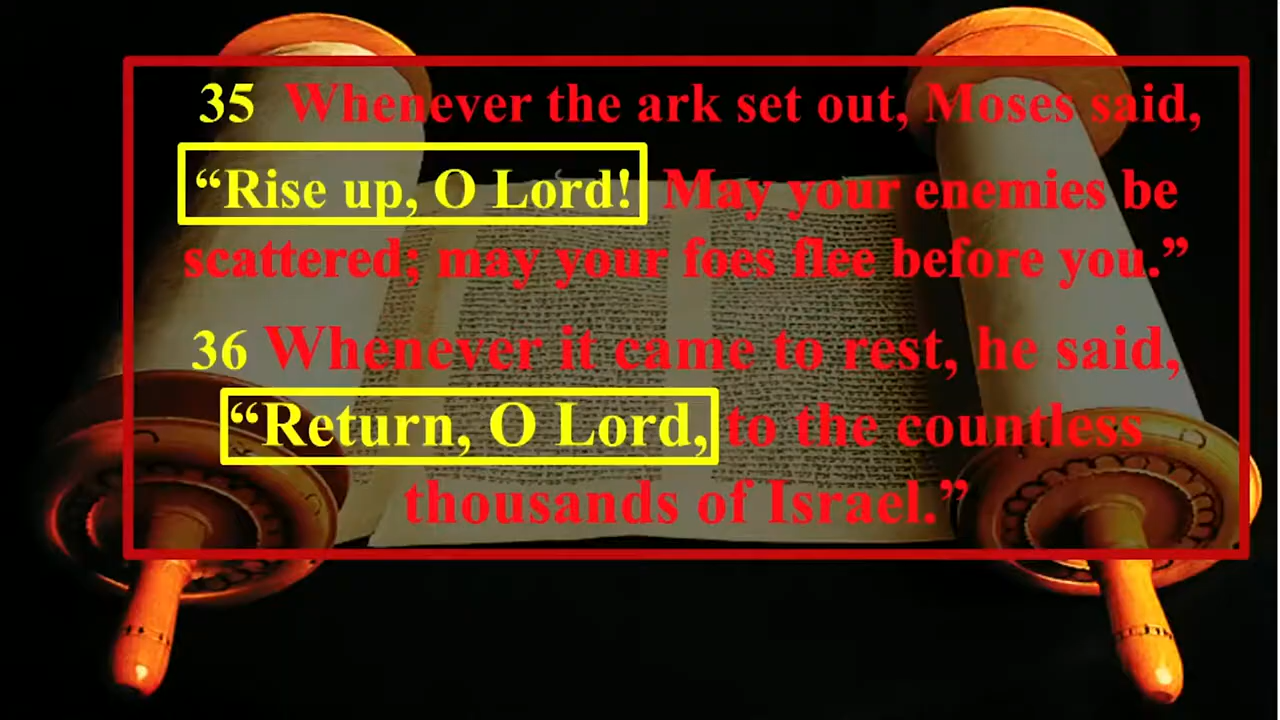 35 Whenever the ark set out, Moses said,
“Rise up, O Lord! May your enemies be
scattered; may your foes flee before you.”
36 Whenever it came to rest, he said,
“Return, O Lord, to the countless
thousands of Israel.”